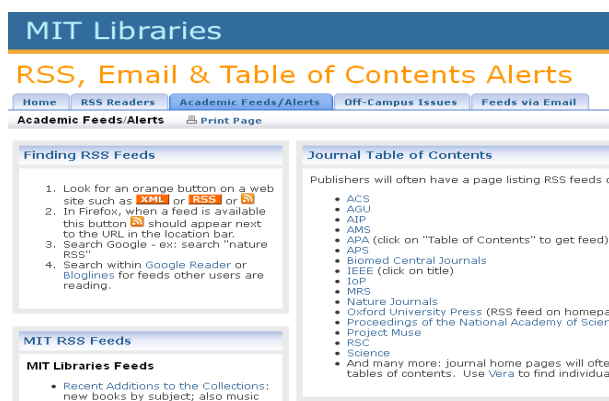 MIT Libraries
RSS, Email & Table of Contents Alerts
Home RSS Readers Academic Feeds/Alerts Off-Campus Issues Feeds via Email
Academic Feeds/Alerts Print Page
Finding RSS Feeds
1. Look for an orange button on a web
site such as XML or RSS or
2. In Firefox, when a feed is available
this button should appear next
to the URL in the location bar.
3. Search Google - ex: search "nature
RSS"
4. Search within Google Reader or
Bloglines for feeds other users are
reading.
MIT RSS Feeds
MIT Libraries Feeds
• Recent Additions to the Collections:
new books by subject; also music
Journal Table of Contents
Publishers will often have a page listing RSS feeds
• ACS
• AGU
• AIP
• AMS
• APA (click on "Table of Contents" to get feed)
• APS
• Biomed Central Journals
• IEEE (click on title)
• IoP
• MRS
• Nature Journals
• Oxford University Press (RSS feed on homepa
• Proceedings of the National Academy of Scien
• Project Muse
• RSC
• Science
• And many more: journal home pages will ofte
tables of contents. Use Vera to find individua